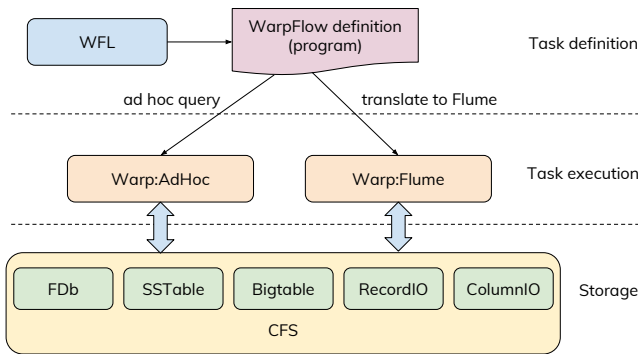 WFL
WarpFlow definition
(program)
Task definition
ad hoc query
translate to Flume
Warp:AdHoc
Warp:Flume
Task execution
FDb
SSTable
Bigtable
RecordIO
ColumnIO
Storage
CFS